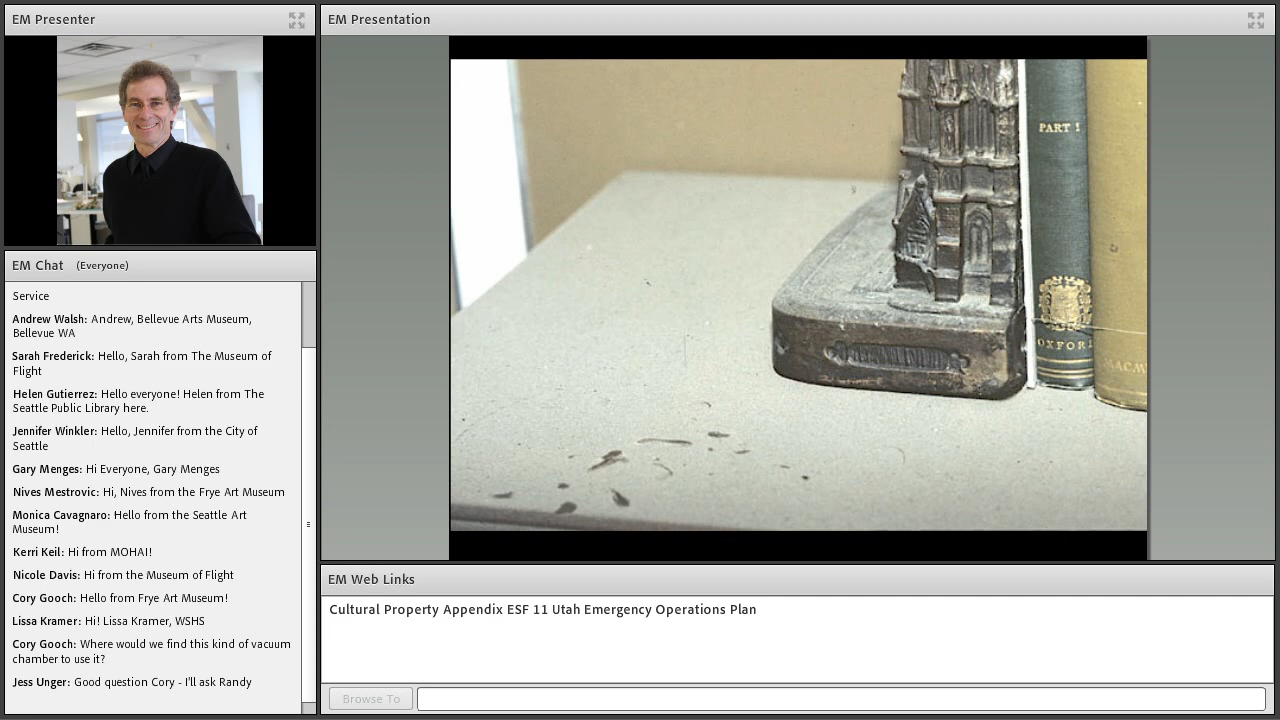 EM Presenter
EM Presentation
PART 1
OXFOR
MACM
EM Chat (Everyone)
Service
Andrew Walsh: Andrew, Bellevue Arts Museum,
Bellevue WA
Sarah Frederick: Hello, Sarah from The Museum of
Flight
Helen Gutierrez: Hello everyone! Helen from The
Seattle Public Library here.
Jennifer Winkler: Hello, Jennifer from the City of
Seattle
Gary Menges: Hi Everyone, Gary Menges
Nives Mestrovic: Hi, Nives from the Frye Art Museum
Monica Cavagnaro: Hello from the Seattle Art
Museum!
Kerri Keil: Hi from MOHAI!
Nicole Davis: Hi from the Museum of Flight
Cory Gooch: Hello from Frye Art Museum!
Lissa Kramer: Hi! Lissa Kramer, WSHS
Cory Gooch: Where would we find this kind of vacuum
chamber to use it?
Jess Unger: Good question Cory - I'll ask Randy
EM Web Links
Cultural Property Appendix ESF 11 Utah Emergency Operations Plan
Browse To